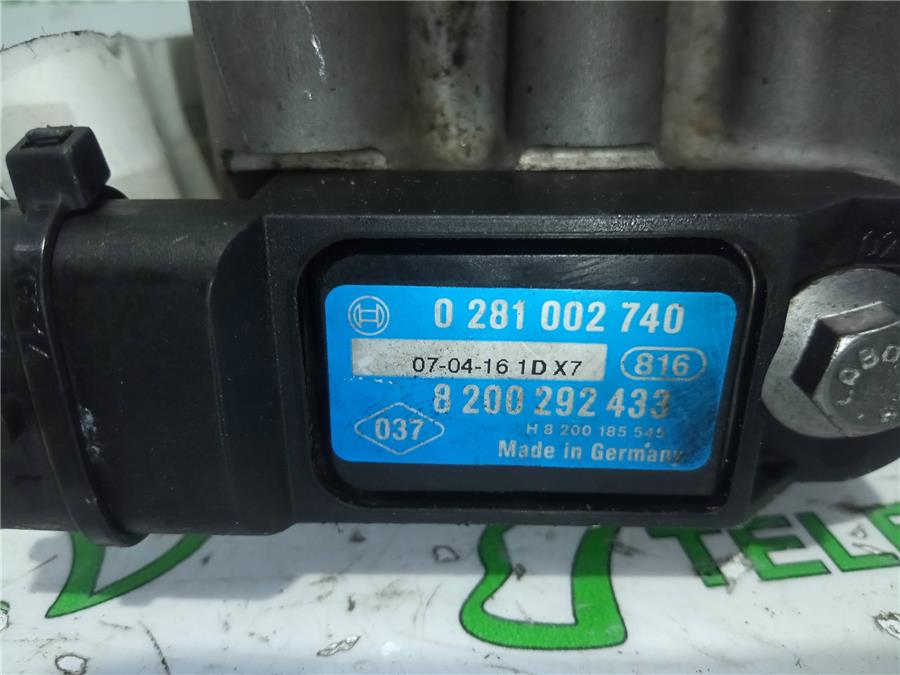 0 281 002 740
07-04-16 1D X7
816
8 200 292 433
037
H 8 200 185 545
Made in Germany
TELE